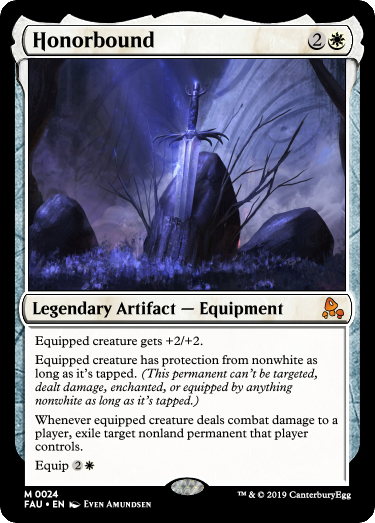 Honorbound 2
Legendary Artifact — Equipment
Equipped creature gets +2/+2.
Equipped creature has protection from nonwhite as
long as it's tapped. (This permanent can't be targeted,
dealt damage, enchanted, or equipped by anything
nonwhite as long as it's tapped.)
Whenever equipped creature deals combat damage to a
player, exile target nonland permanent that player
controls.
Equip 2
M 0024
FAU • EN Even Amundsen
™ & © 2019 CanterburyEgg